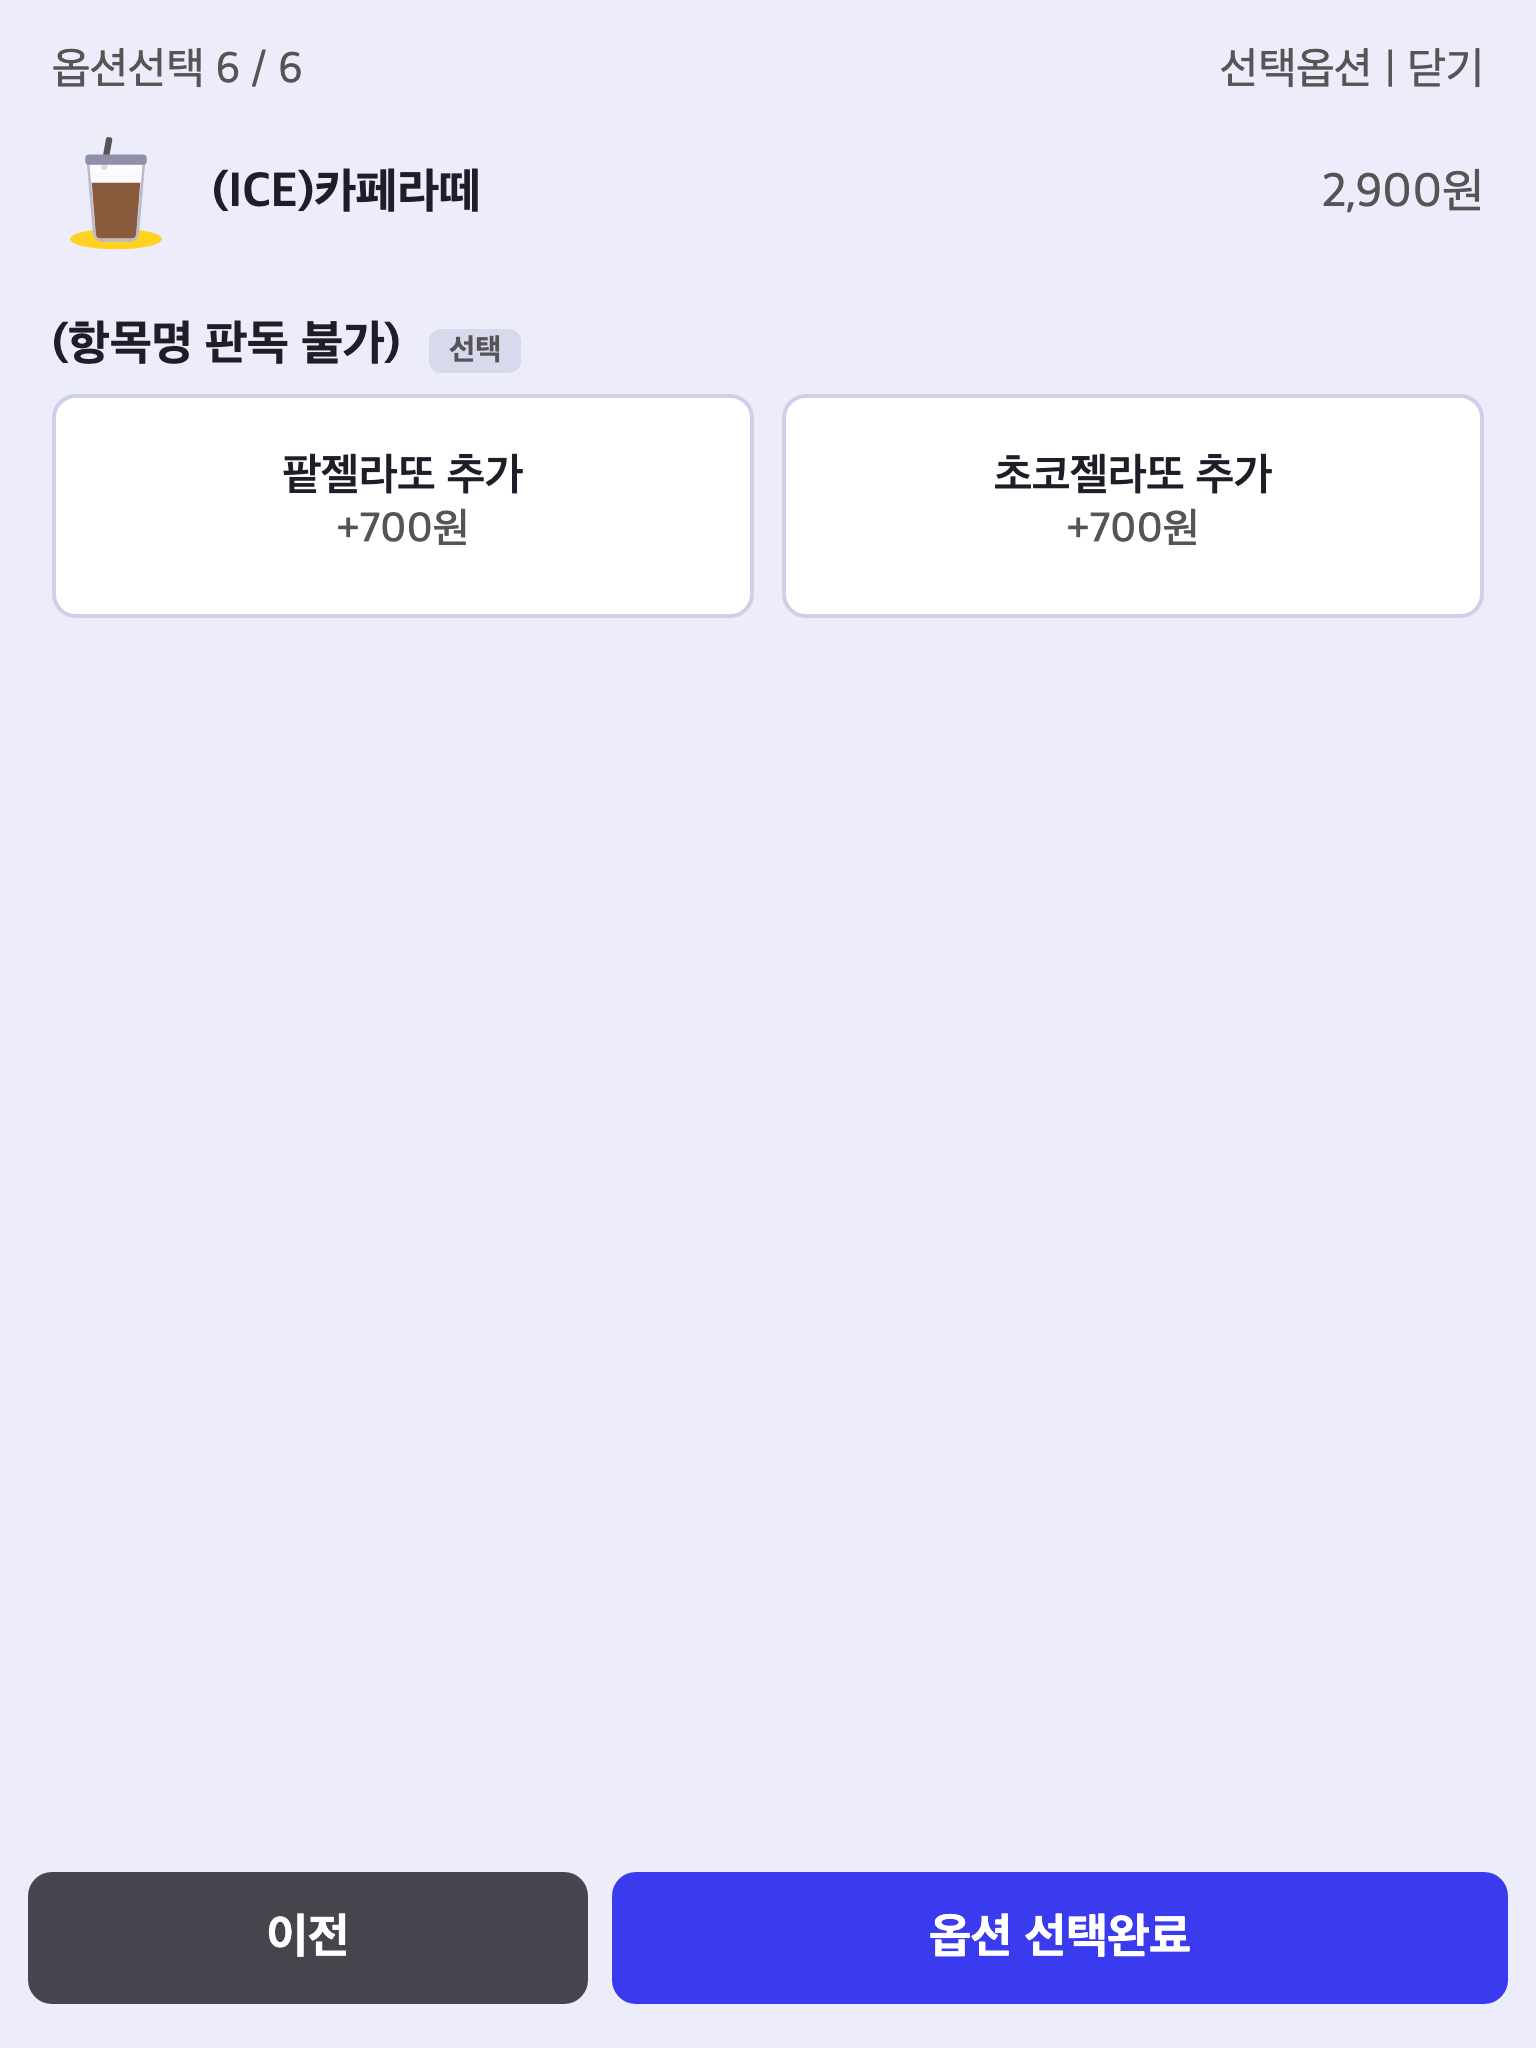 옵션선택 6 / 6
선택옵션 | 닫기
(ICE)카페라떼
2,900원
(항목명 판독 불가) 선택
팥젤라또 추가
+700원
초코젤라또 추가
+700원
이전
옵션 선택완료